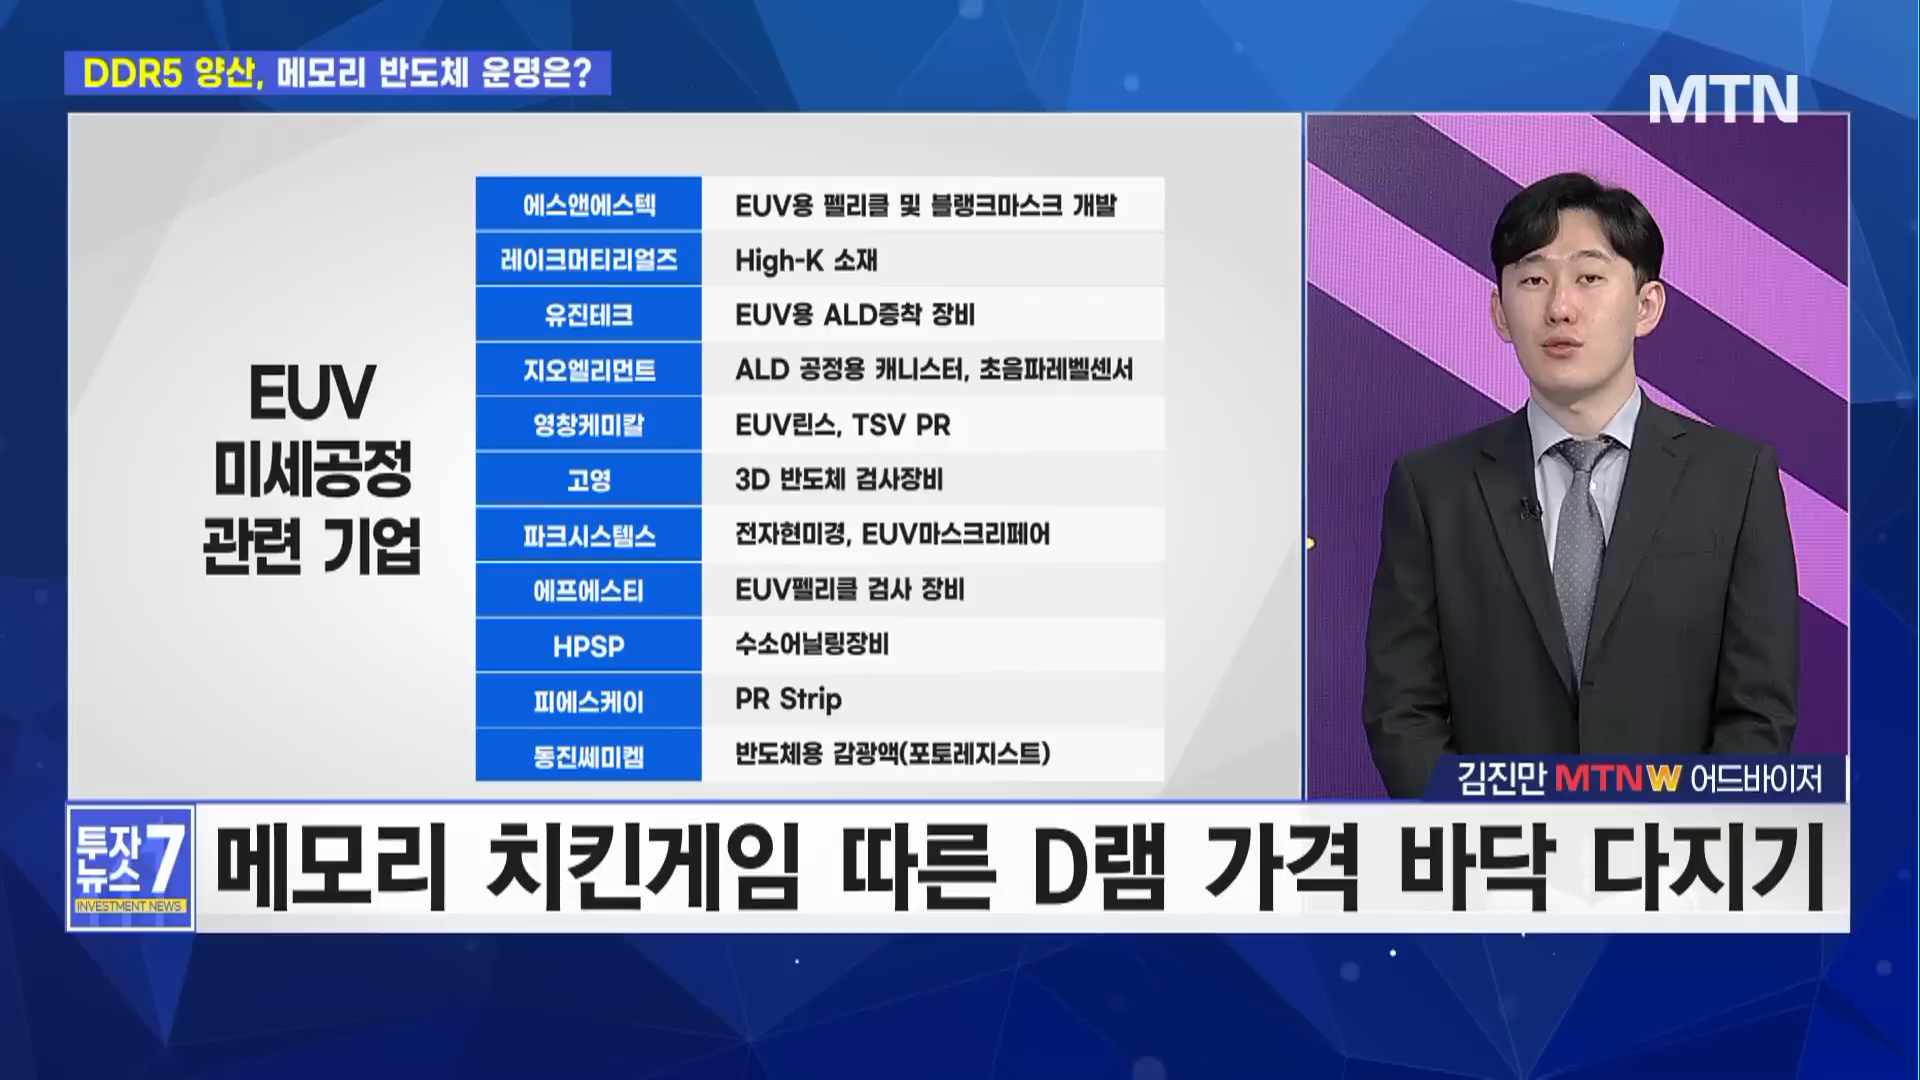 DDR5 양산, 메모리 반도체 운명은?
MTN
EUV
미세공정
관련 기업
에스앤에스텍 EUV용 펠리클 및 블랭크마스크 개발
레이크머티리얼즈 High-K 소재
유진테크 EUV용 ALD증착 장비
지오엘리먼트 ALD 공정용 캐니스터, 초음파레벨센서
영창케미칼 EUV린스, TSV PR
고영 3D 반도체 검사장비
파크시스템스 전자현미경, EUV마스크리페어
에프에스티 EUV펠리클 검사 장비
HPSP 수소어닐링장비
피에스케이 PR Strip
동진쎄미켐 반도체용 감광액(포토레지스트)
김진만 MTNW 어드바이저
투자
뉴스 7
INVESTMENT NEWS
메모리 치킨게임 따른 D램 가격 바닥 다지기